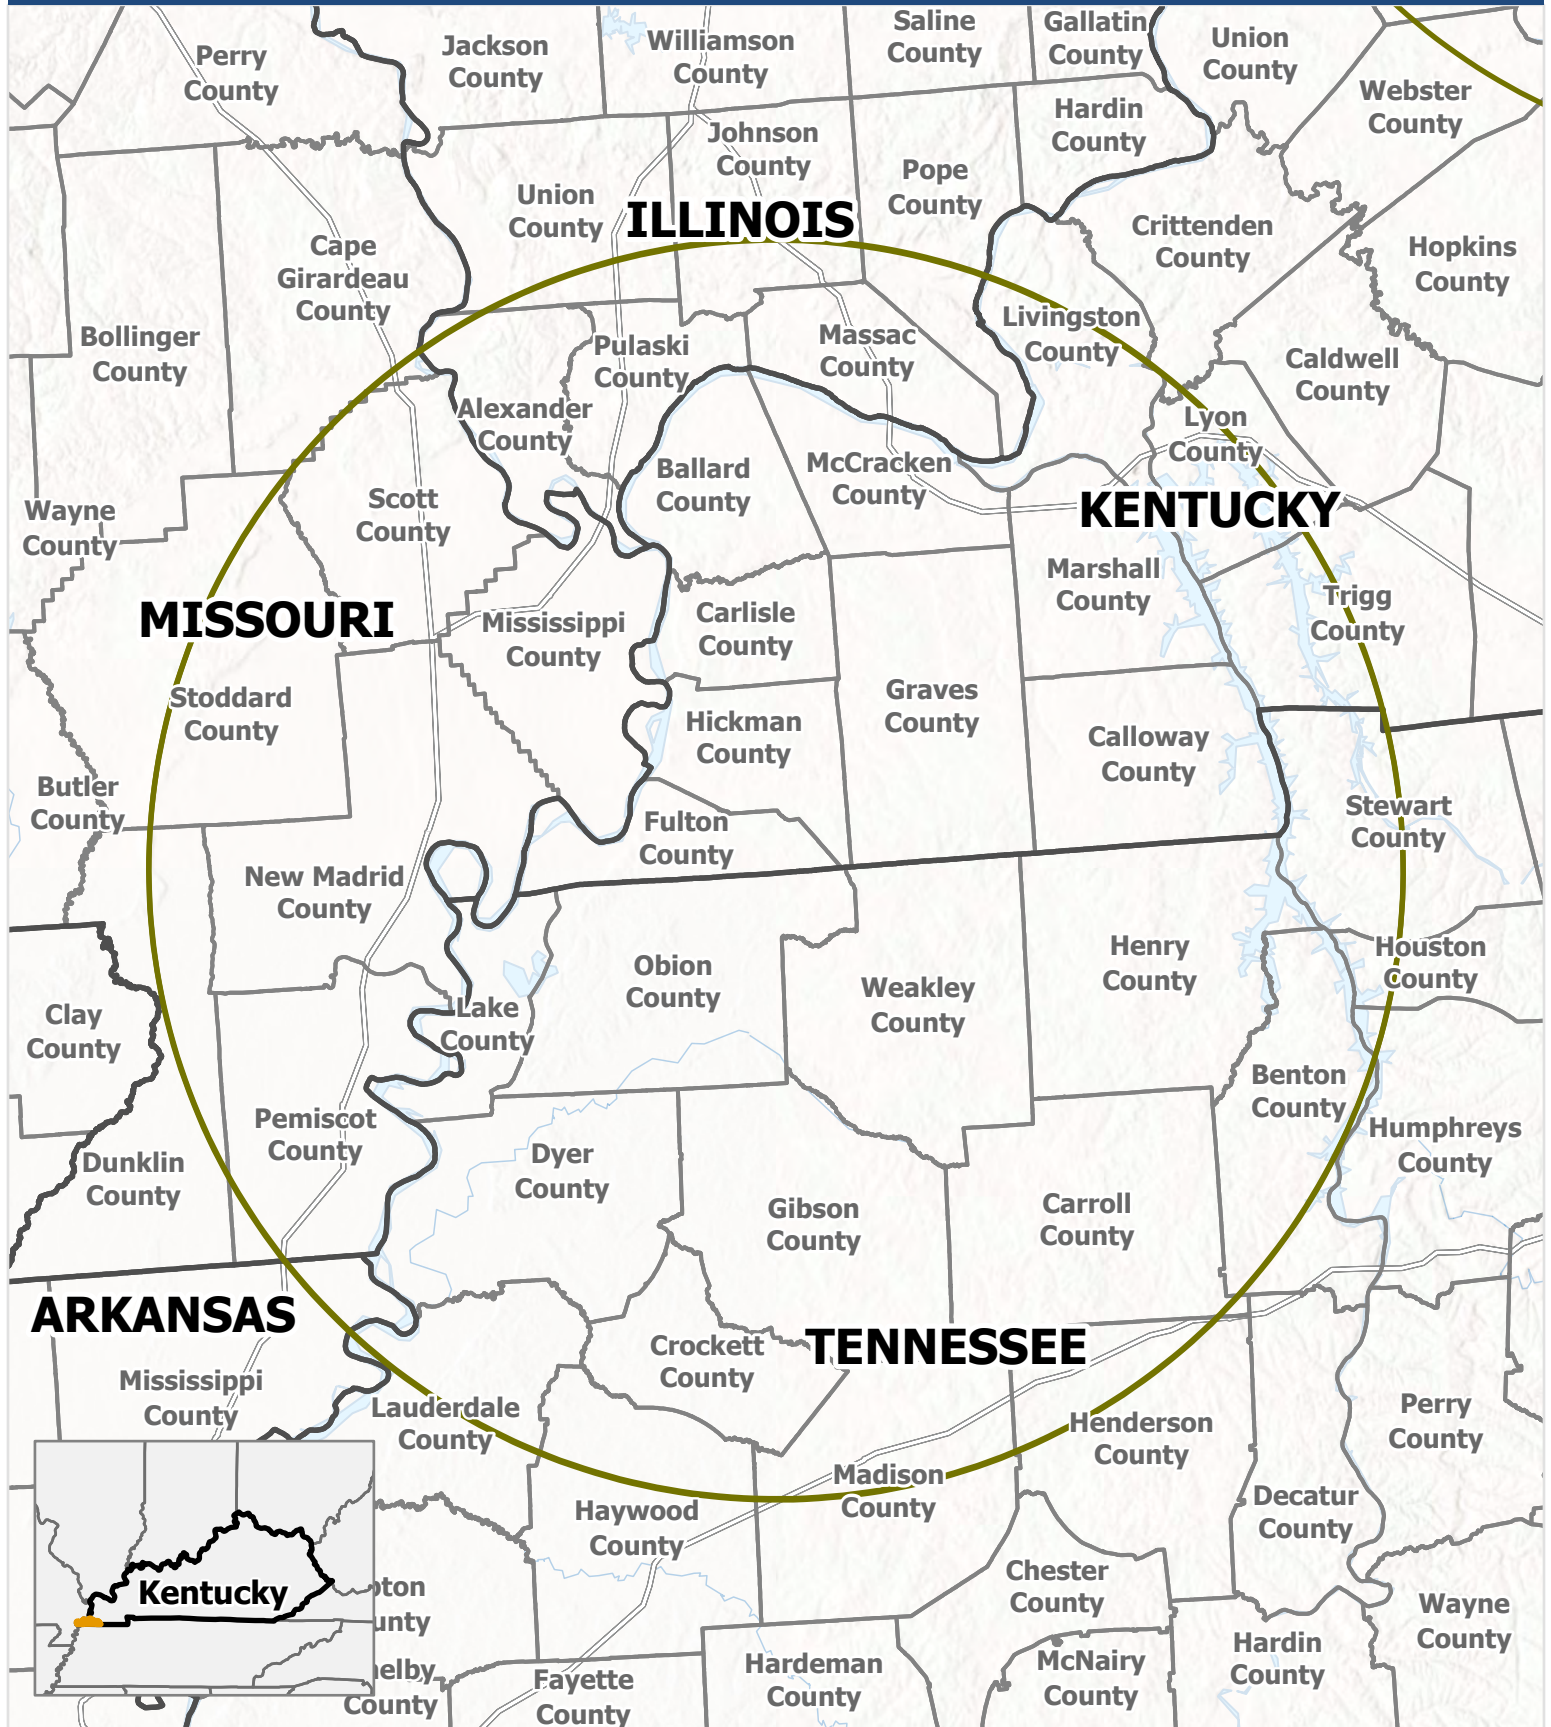 Perry
County
Jackson
County
Williamson
County
Saline
County
Gallatin
County
Union
County
Webster
County
Hardin
County
Johnson
County
Pope
County
Union
County
ILLINOIS
Crittenden
County
Hopkins
County
Cape
Girardeau
County
Bollinger
County
Pulaski
County
Massac
County
Livingston
County
Caldwell
County
Alexander
County
Lyon
County
Ballard
County
McCracken
County
Scott
County
Wayne
County
KENTUCKY
Marshall
County
Trigg
County
MISSOURI
Mississippi
County
Carlisle
County
Stoddard
County
Graves
County
Hickman
County
Calloway
County
Butler
County
Stewart
County
Fulton
County
New Madrid
County
Henry
County
Houston
County
Obion
County
Weakley
County
Clay
County
Lake
County
Benton
County
Pemiscot
County
Humphreys
County
Dunklin
County
Dyer
County
Gibson
County
Carroll
County
ARKANSAS
Crockett
County
TENNESSEE
Mississippi
County
Lauderdale
County
Henderson
County
Perry
County
Madison
County
Haywood
County
Decatur
County
Kentucky
pton
unty
Chester
County
Wayne
County
Hardin
County
elby
County
Fayette
County
Hardeman
County
McNairy
County